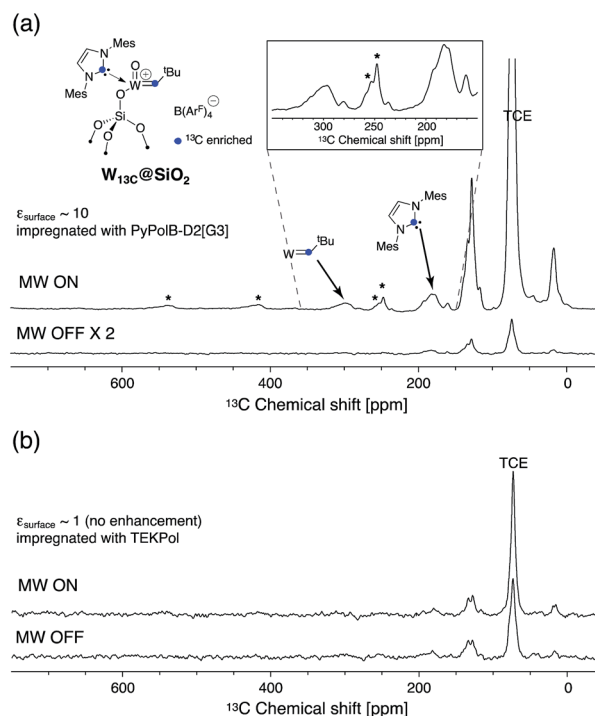 (a)
Mes
N
N
Mes
O
W
⊕
tBu
O
Si
O
O
O
B(ArF)4⊖
13C enriched
W13C@SiO2
* *
300 250 200
13C Chemical shift [ppm]
TCE
εsurface ~ 10
impregnated with PyPolB-D2[G3]
W
tBu
Mes
N
N
Mes
MW ON
* * * *
MW OFF X 2
600 400 200 0
13C Chemical shift [ppm]
(b)
TCE
εsurface ~ 1 (no enhancement)
impregnated with TEKPol
MW ON
MW OFF
600 400 200 0
13C Chemical shift [ppm]